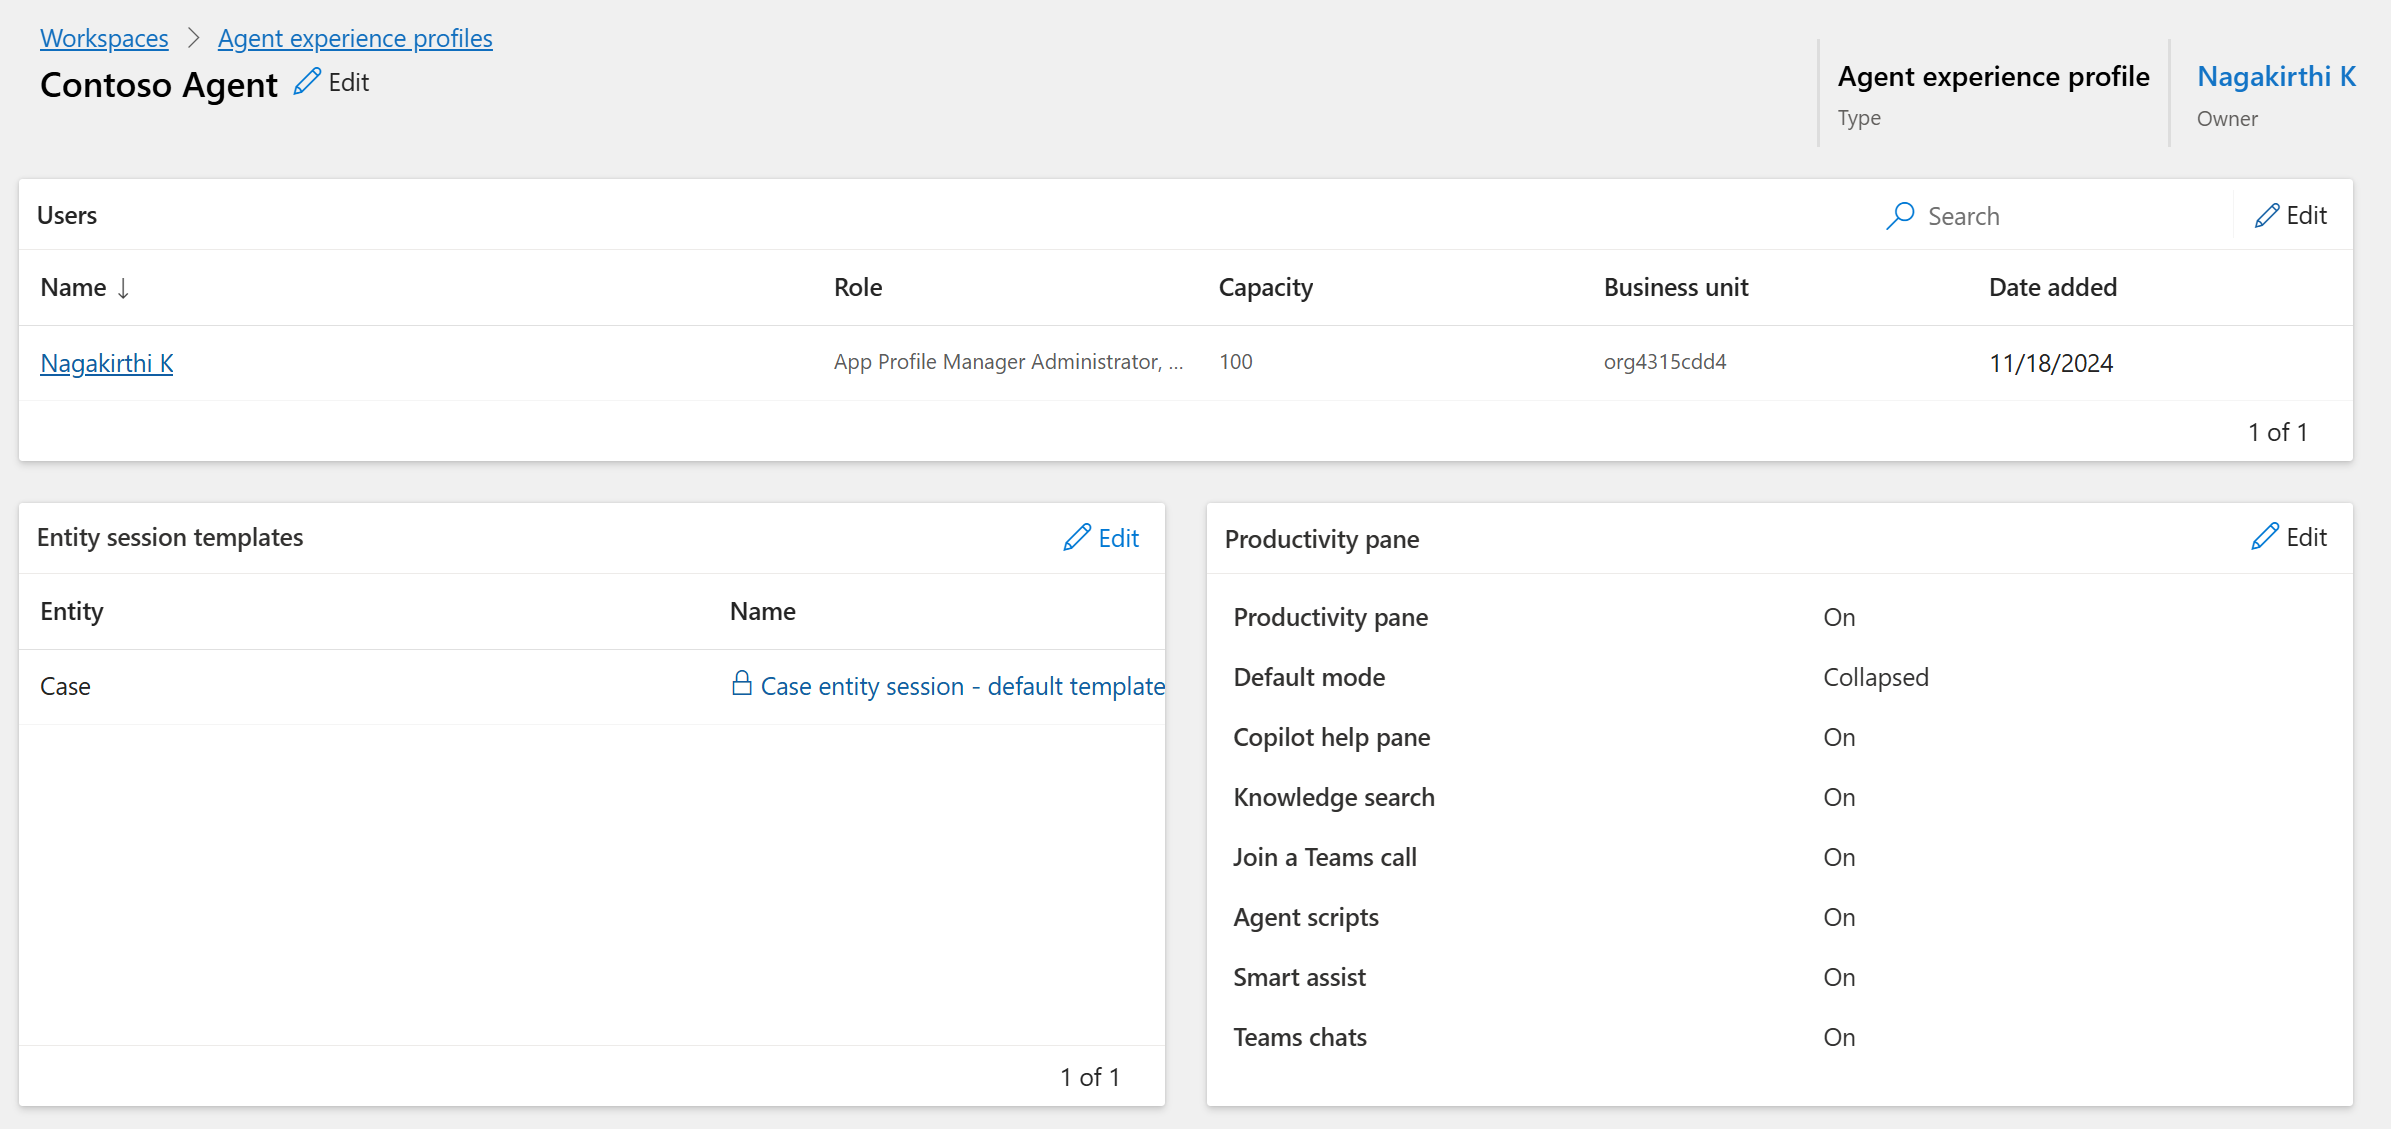 Workspaces > Agent experience profiles
Contoso Agent Edit
Agent experience profile
Type
Nagakirthi K
Owner
Users Search Edit
Name ↓ Role Capacity Business unit Date added
Nagakirthi K App Profile Manager Administrator, ... 100 org4315cdd4 11/18/2024
1 of 1
Entity session templates Edit
Entity Name
Case Case entity session - default template
1 of 1
Productivity pane Edit
Productivity pane On
Default mode Collapsed
Copilot help pane On
Knowledge search On
Join a Teams call On
Agent scripts On
Smart assist On
Teams chats On